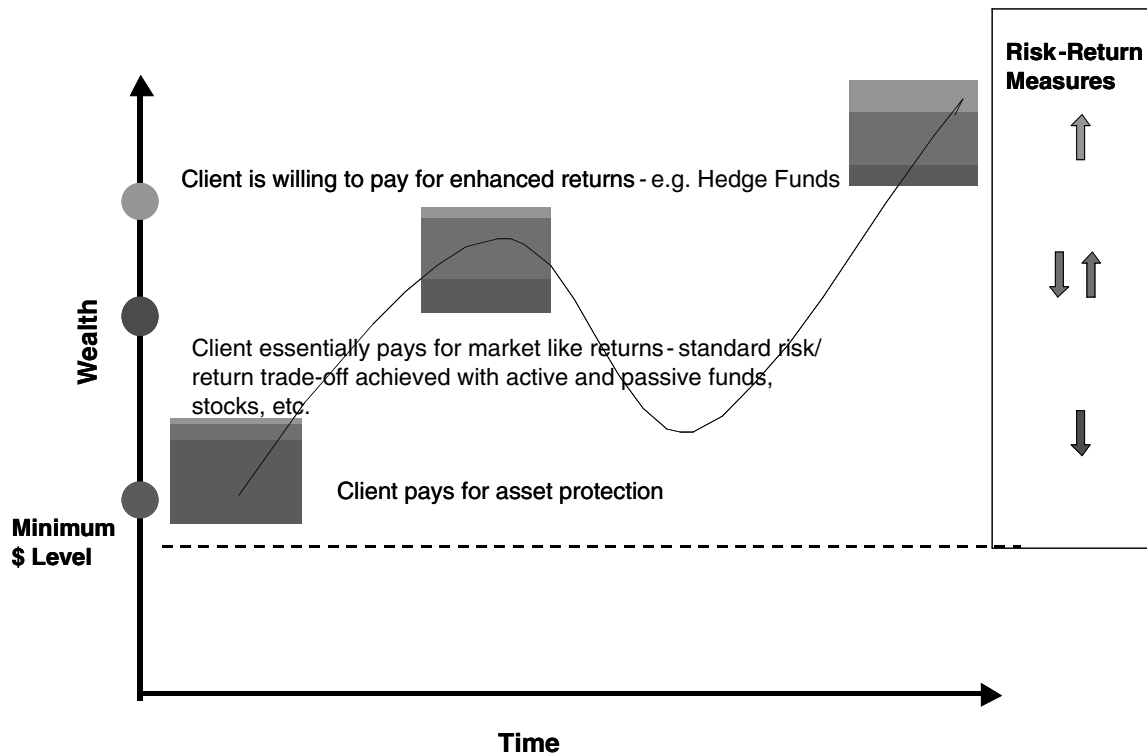 Risk-Return
Measures
Client is willing to pay for enhanced returns - e.g. Hedge Funds
Wealth
Client essentially pays for market like returns - standard risk/
return trade-off achieved with active and passive funds,
stocks, etc.
Client pays for asset protection
Minimum
$ Level
Time